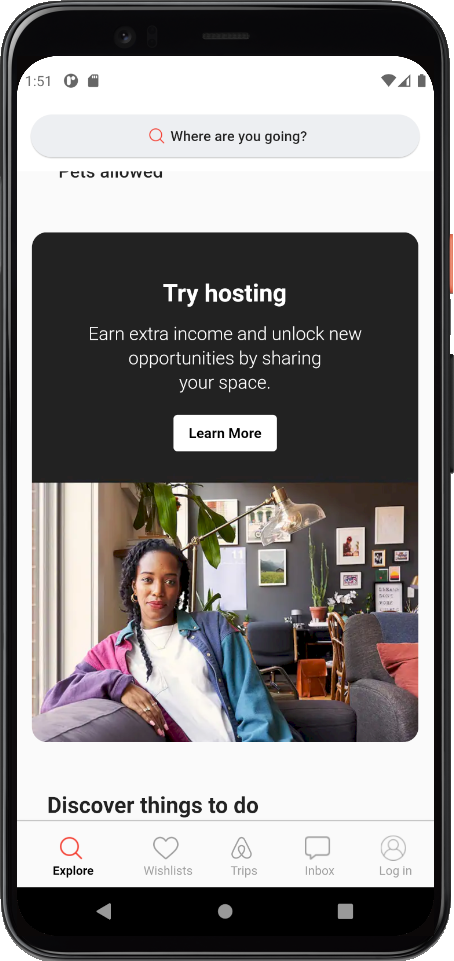 1:51
Where are you going?
Pets allowed
Try hosting
Earn extra income and unlock new
opportunities by sharing
your space.
Learn More
11
Discover things to do
Explore
Wishlists
Trips
Inbox
Log in